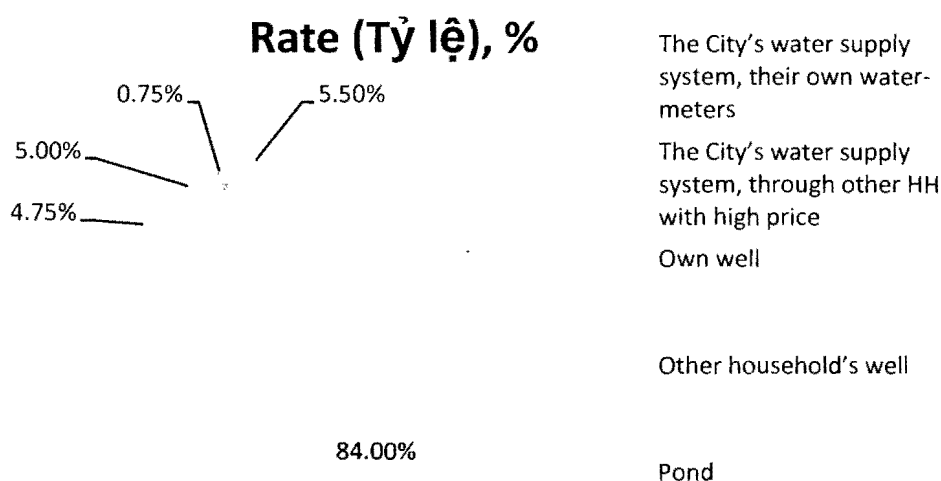 Rate (Tỷ lệ), %
0.75%
5.50%
5.00%
4.75%
84.00%
The City's water supply
system, their own water-
meters
The City's water supply
system, through other HH
with high price
Own well
Other household's well
Pond